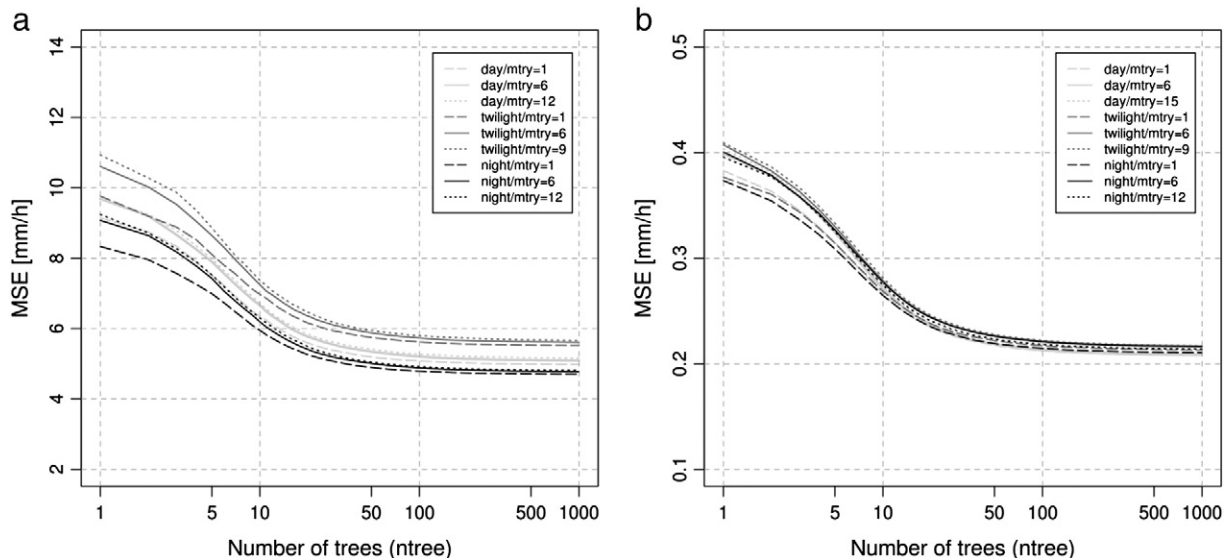 a
14
12
10
8
6
4
2
MSE [mm/h]
day/mtry=1
day/mtry=6
day/mtry=12
twilight/mtry=1
twilight/mtry=6
twilight/mtry=9
night/mtry=1
night/mtry=6
night/mtry=12
1
5
10
50
100
500
1000
Number of trees (ntree)
b
0.5
0.4
0.3
0.2
0.1
MSE [mm/h]
day/mtry=1
day/mtry=6
day/mtry=15
twilight/mtry=1
twilight/mtry=6
twilight/mtry=9
night/mtry=1
night/mtry=6
night/mtry=12
1
5
10
50
100
500
1000
Number of trees (ntree)